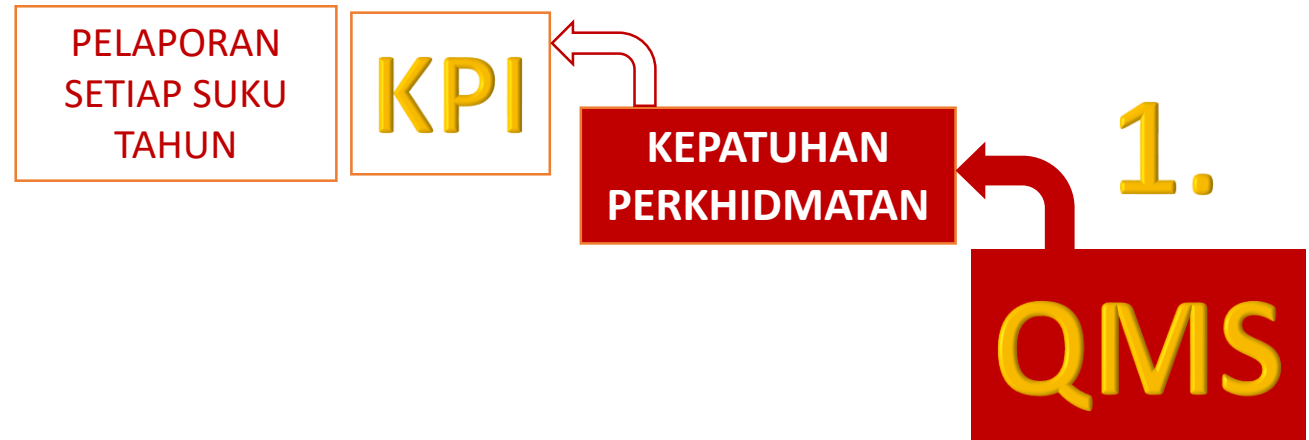 PELAPORAN
SETIAP SUKU
TAHUN
KPI
KEPATUHAN
PERKHIDMATAN
1.
QMS